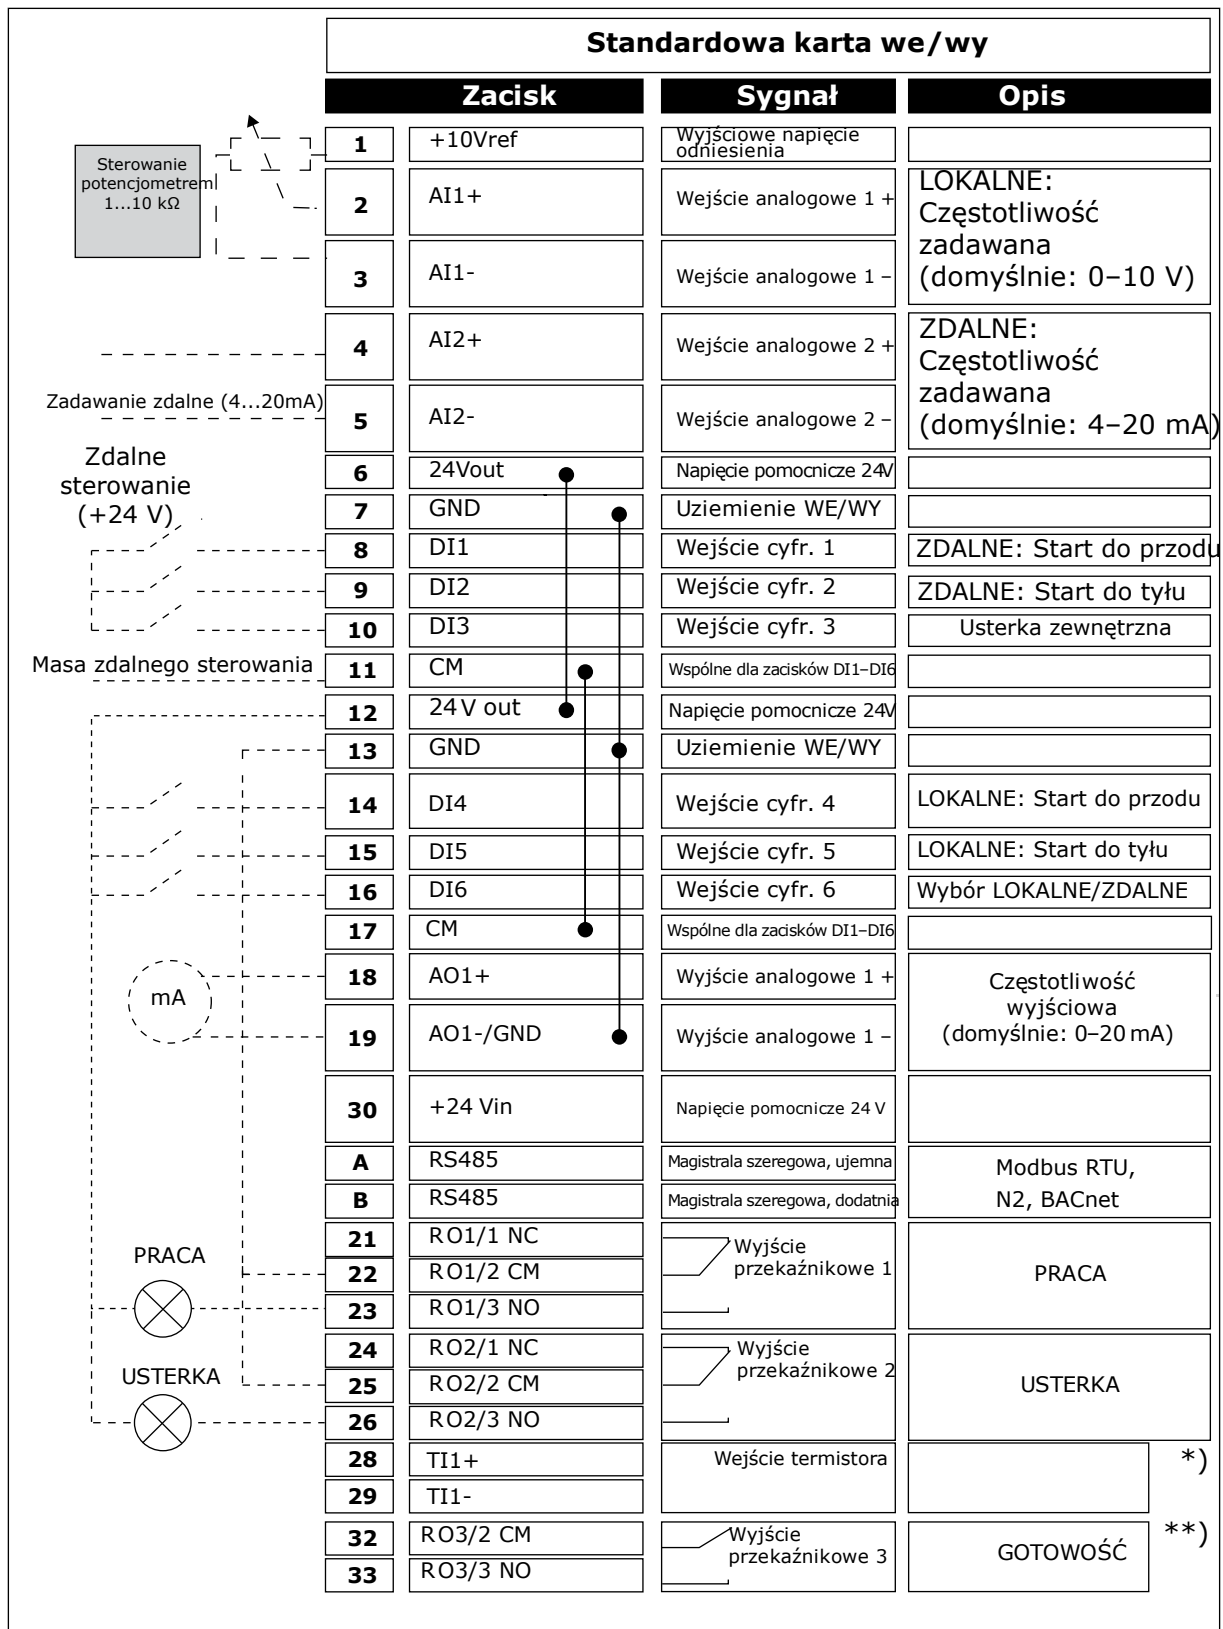 Standardowa karta we/wy
Zacisk Sygnał Opis
Sterowanie
potencjometrem
1...10 kΩ
1 +10Vref Wyjściowe napięcie
odniesienia
2 AI1+ Wejście analogowe 1 +
3 AI1- Wejście analogowe 1 –
LOKALNE:
Częstotliwość
zadawana
(domyślnie: 0–10 V)
4 AI2+ Wejście analogowe 2 +
Zadawanie zdalne (4...20mA)
5 AI2- Wejście analogowe 2 –
ZDALNE:
Częstotliwość
zadawana
(domyślnie: 4–20 mA)
Zdalne
sterowanie
(+24 V)
6 24Vout Napięcie pomocnicze 24V
7 GND Uziemienie WE/WY
8 DI1 Wejście cyfr. 1 ZDALNE: Start do przodu
9 DI2 Wejście cyfr. 2 ZDALNE: Start do tyłu
10 DI3 Wejście cyfr. 3 Usterka zewnętrzna
Masa zdalnego sterowania 11 CM Wspólne dla zacisków DI1–DI6
12 24V out Napięcie pomocnicze 24V
13 GND Uziemienie WE/WY
14 DI4 Wejście cyfr. 4 LOKALNE: Start do przodu
15 DI5 Wejście cyfr. 5 LOKALNE: Start do tyłu
16 DI6 Wejście cyfr. 6 Wybór LOKALNE/ZDALNE
17 CM Wspólne dla zacisków DI1–DI6
mA
18 AO1+ Wyjście analogowe 1 +
19 AO1-/GND Wyjście analogowe 1 –
Częstotliwość
wyjściowa
(domyślnie: 0–20 mA)
30 +24 Vin Napięcie pomocnicze 24 V
A RS485 Magistrala szeregowa, ujemna
B RS485 Magistrala szeregowa, dodatnia
Modbus RTU,
N2, BACnet
PRACA
21 RO1/1 NC
22 RO1/2 CM
23 RO1/3 NO
Wyjście
przekaźnikowe 1
PRACA
USTERKA
24 RO2/1 NC
25 RO2/2 CM
26 RO2/3 NO
Wyjście
przekaźnikowe 2
USTERKA
28 TI1+ Wejście termistora *)
29 TI1-
32 RO3/2 CM
33 RO3/3 NO
Wyjście
przekaźnikowe 3
GOTOWOŚĆ **)